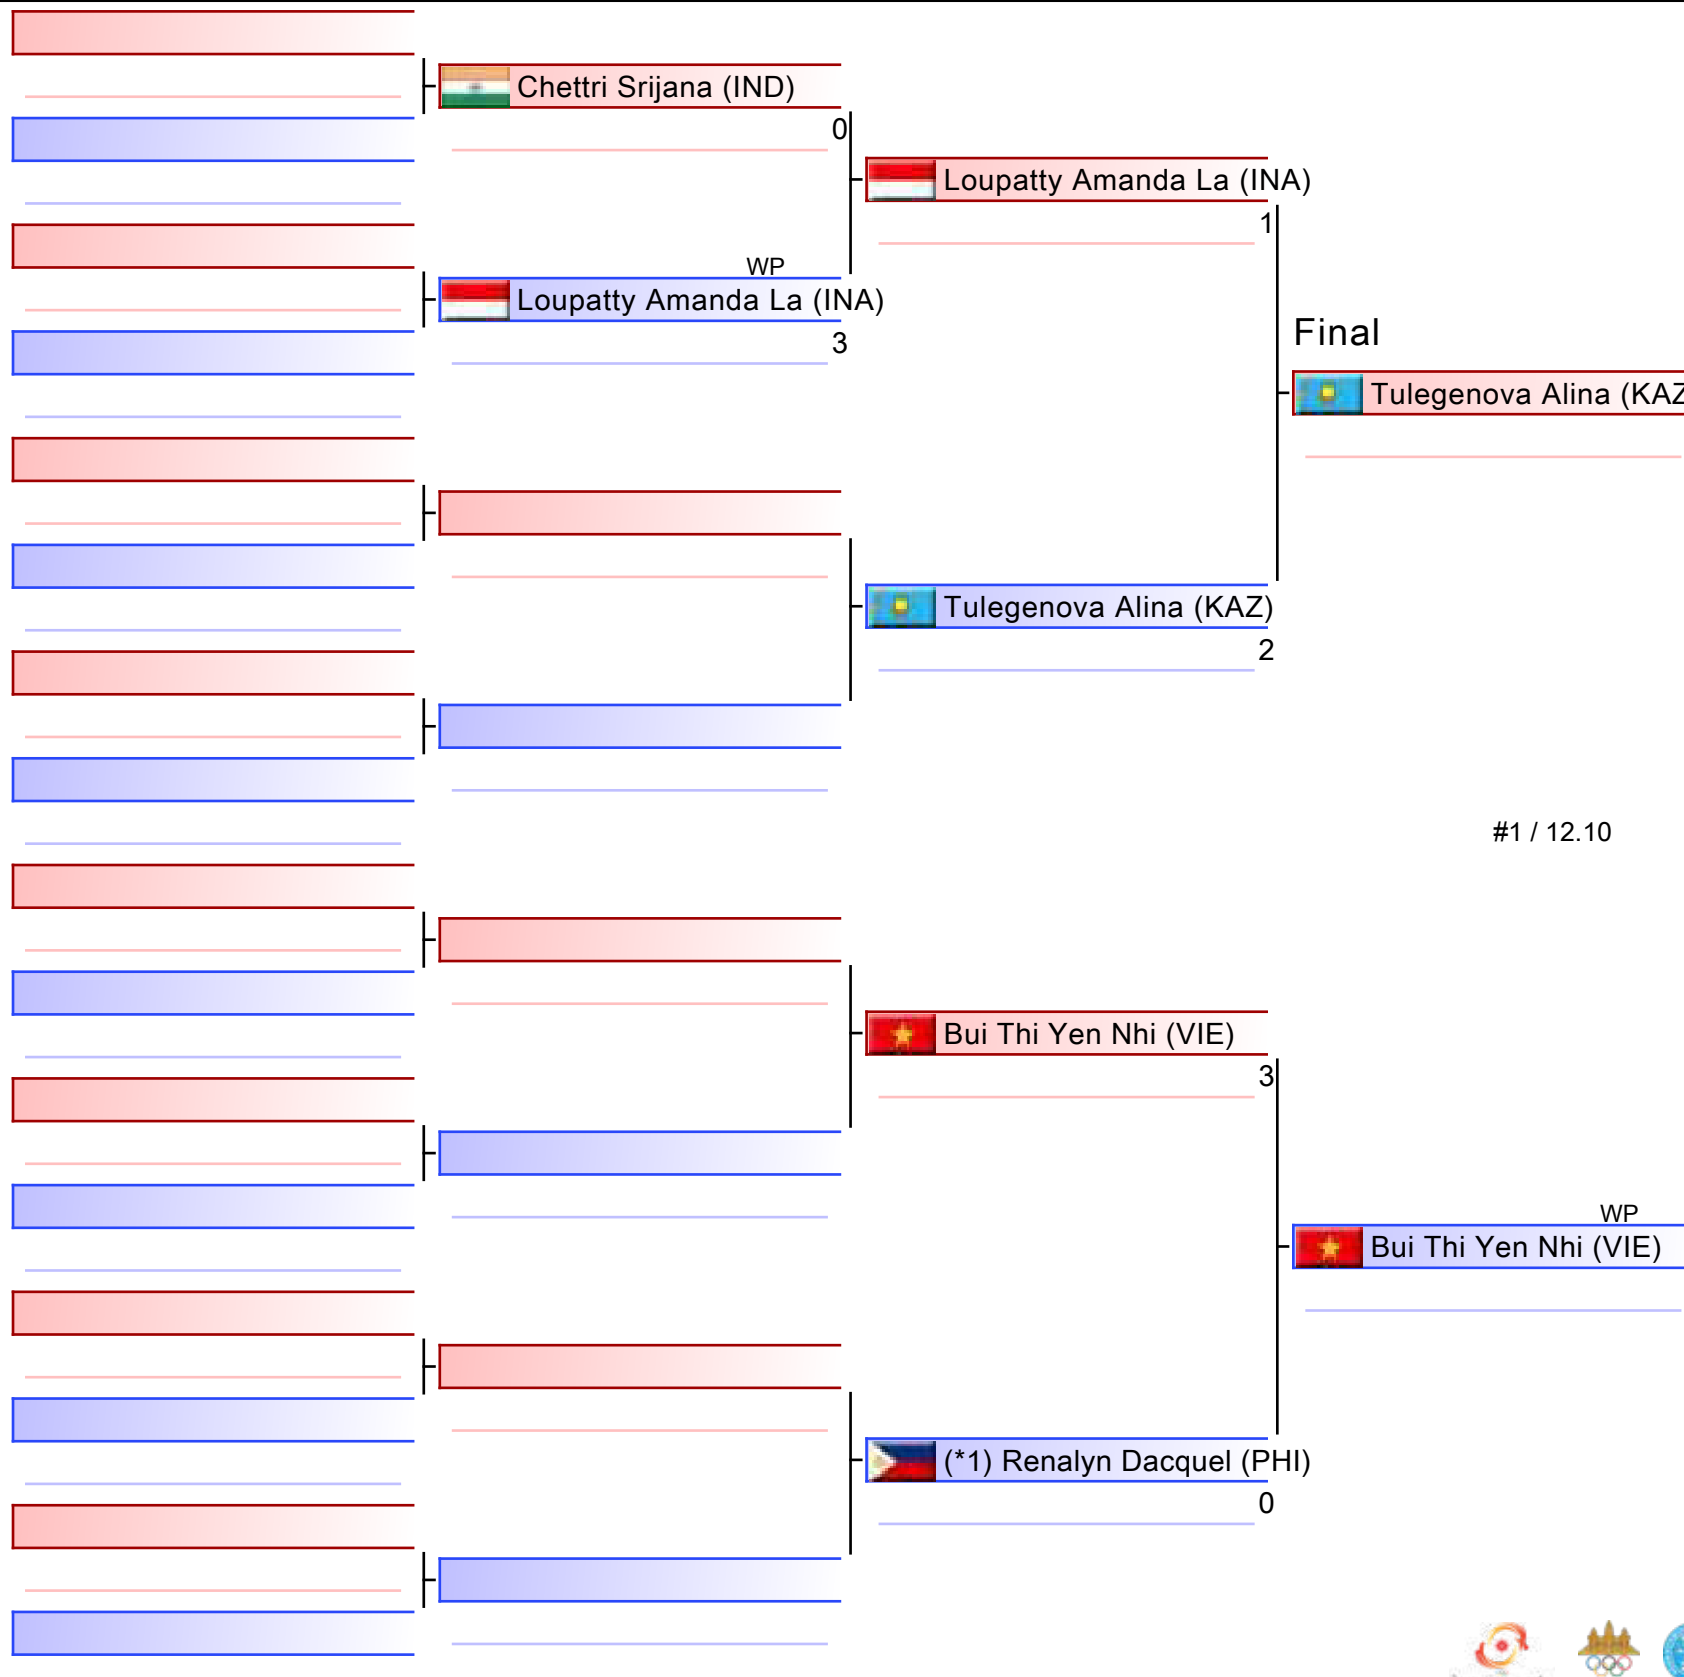 Chettri Srijana (IND)
0
Loupatty Amanda La (INA)
1
WP
Loupatty Amanda La (INA)
3
Final
Tulegenova Alina (KAZ
Tulegenova Alina (KAZ)
2
#1 / 12.10
Bui Thi Yen Nhi (VIE)
3
WP
Bui Thi Yen Nhi (VIE)
(*1) Renalyn Dacquel (PHI)
0